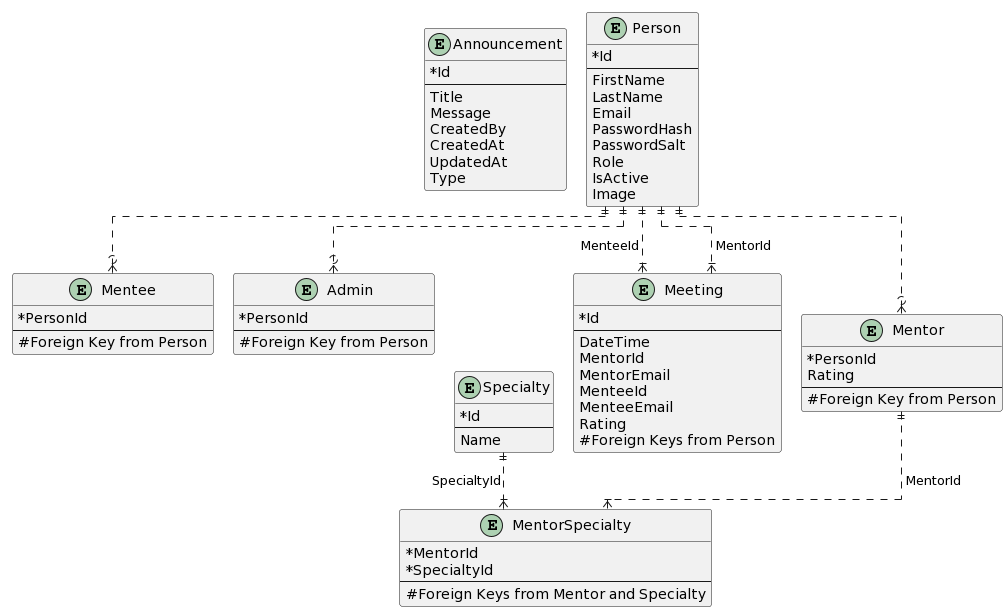 E Announcement
*Id
Title
Message
CreatedBy
CreatedAt
UpdatedAt
Type
E Person
*Id
FirstName
LastName
Email
PasswordHash
PasswordSalt
Role
IsActive
Image
MenteeId
MentorId
E Mentee
*PersonId
#Foreign Key from Person
E Admin
*PersonId
#Foreign Key from Person
E Meeting
*Id
DateTime
MentorId
MentorEmail
MenteeId
MenteeEmail
Rating
#Foreign Keys from Person
E Mentor
*PersonId
Rating
#Foreign Key from Person
E Specialty
*Id
Name
SpecialtyId
MentorId
E MentorSpecialty
*MentorId
*SpecialtyId
#Foreign Keys from Mentor and Specialty